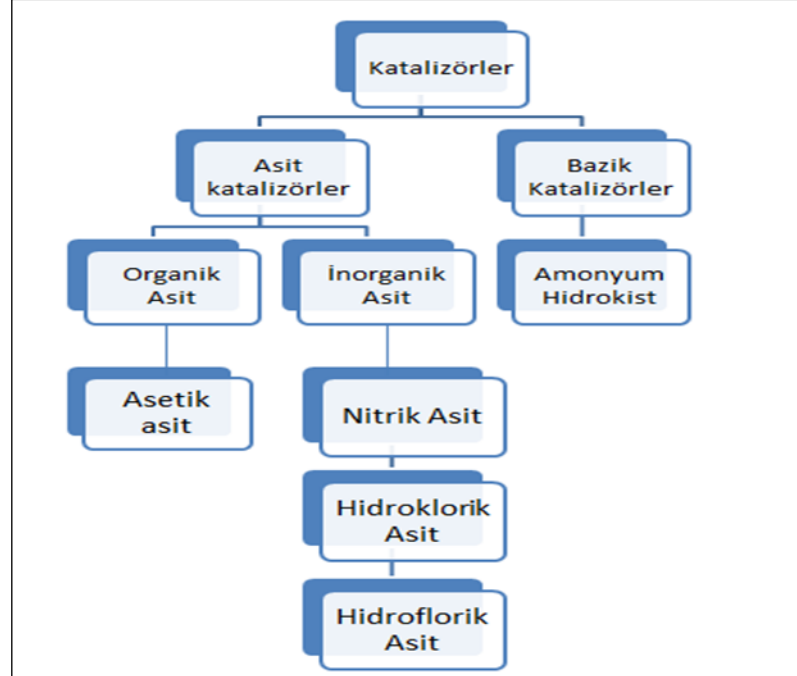 Katalizörler
Asit
katalizörler
Bazik
Katalizörler
Organik
Asit
İnorganik
Asit
Amonyum
Hidrokist
Asetik
asit
Nitrik Asit
Hidroklorik
Asit
Hidroflorik
Asit